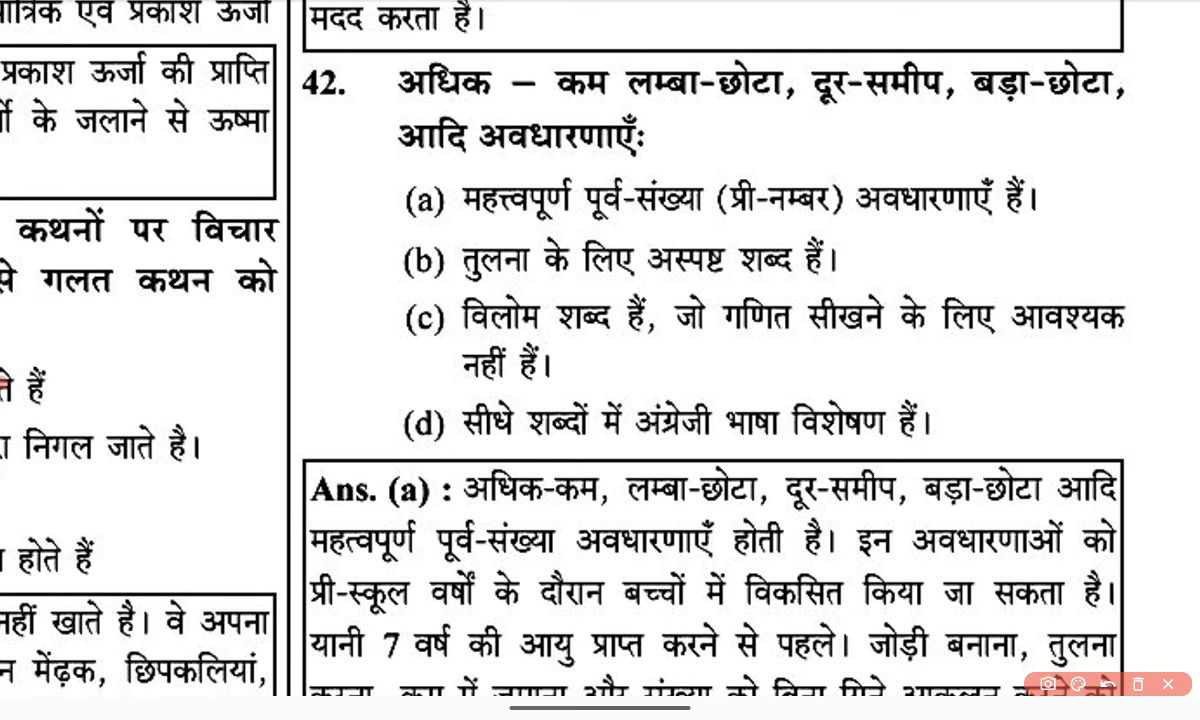 यांत्रिक एवं प्रकाश ऊर्जा
प्रकाश ऊर्जा की प्राप्ति
के जलाने से ऊष्मा
कथनों पर विचार
से गलत कथन को
हैं
निगल जाते है।
होते हैं
नहीं खाते है। वे अपना
मेंढ़क, छिपकलियां,
मदद करता है।
42. अधिक – कम लम्बा-छोटा, दूर-समीप, बड़ा-छोटा,
आदि अवधारणाएँः
(a) महत्त्वपूर्ण पूर्व-संख्या (प्री-नम्बर) अवधारणाएँ हैं।
(b) तुलना के लिए अस्पष्ट शब्द हैं।
(c) विलोम शब्द हैं, जो गणित सीखने के लिए आवश्यक
नहीं हैं।
(d) सीधे शब्दों में अंग्रेजी भाषा विशेषण हैं।
Ans. (a) : अधिक-कम, लम्बा-छोटा, दूर-समीप, बड़ा-छोटा आदि
महत्वपूर्ण पूर्व-संख्या अवधारणाएँ होती है। इन अवधारणाओं को
प्री-स्कूल वर्षों के दौरान बच्चों में विकसित किया जा सकता है।
यानी 7 वर्ष की आयु प्राप्त करने से पहले। जोड़ी बनाना, तुलना